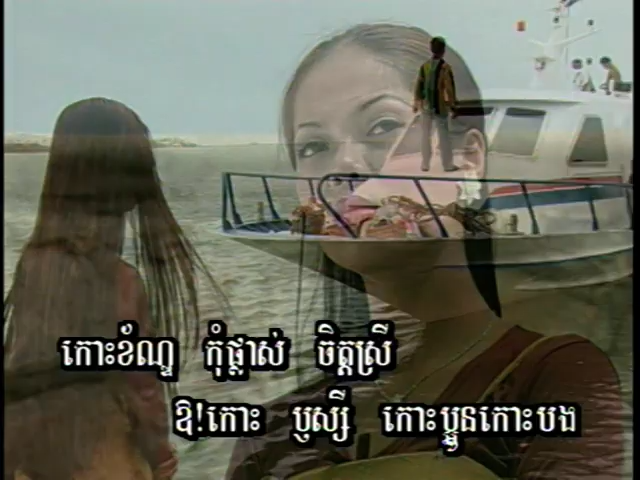 កោះខ័ណ្ឌ កុំផ្លាស់ ចិត្តស្រី
ឱ!កោះ ឫស្សី កោះប្អូនកោះបង